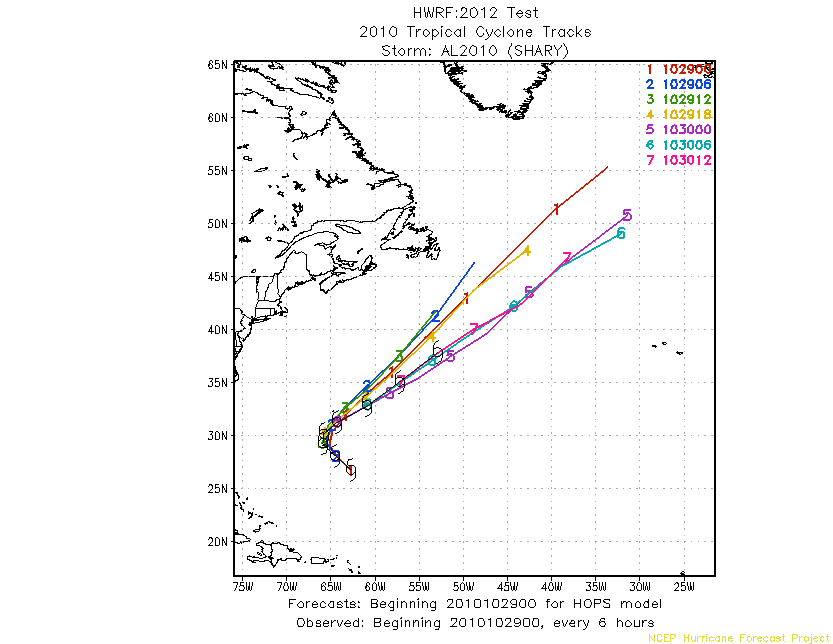 HWRF:2012 Test
2010 Tropical Cyclone Tracks
Storm: AL2010 (SHARY)
65N
60N
55N
50N
45N
40N
35N
30N
25N
20N
1 102900
2 102906
3 102912
4 102918
5 103000
6 103006
7 103012
75W 70W 65W 60W 55W 50W 45W 40W 35W 30W 25W
Forecasts: Beginning 2010102900 for HOPS model
Observed: Beginning 2010102900, every 6 hours
NCEP Hurricane Forecast Project